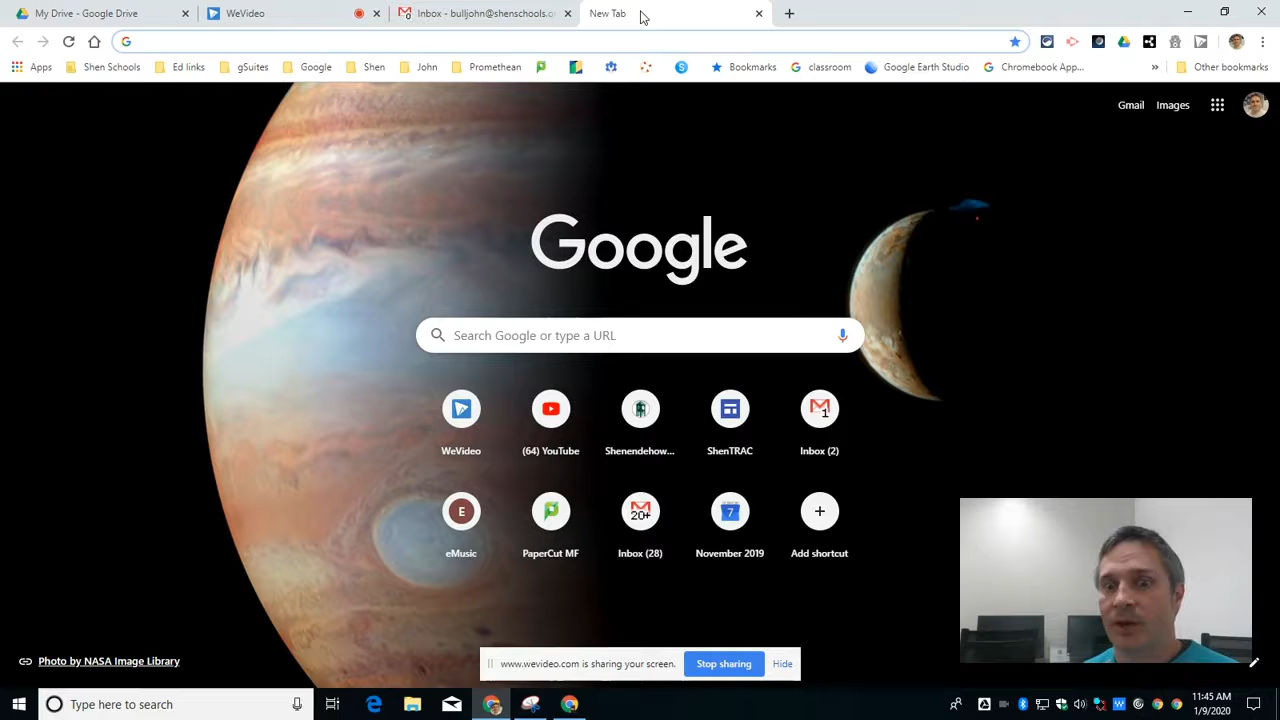 My Drive - Google Drive
WeVideo
Inbox - bulljohn@shenschools.o
New Tab
Apps
Shen Schools
Ed links
gSuites
Google
Shen
John
Promethean
Bookmarks
classroom
Google Earth Studio
Chromebook App...
»
Other bookmarks
Gmail
Images
Google
Search Google or type a URL
WeVideo
(64) YouTube
Shenendehow...
ShenTRAC
1
Inbox (2)
E
20+
7
eMusic
PaperCut MF
Inbox (28)
November 2019
Add shortcut
Photo by NASA Image Library
www.wevideo.com is sharing your screen.
Stop sharing
Hide
Type here to search
11:45 AM
1/9/2020